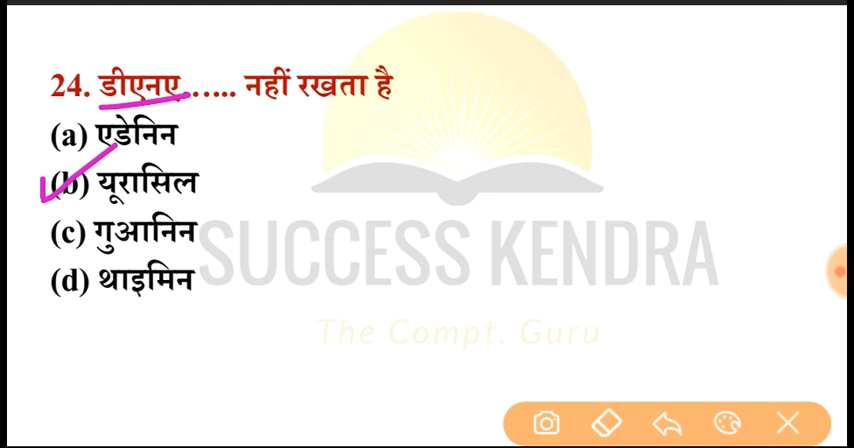 24. डीएनए...... नहीं रखता है
(a) एडेनिन
(b) यूरासिल
(c) गुआनिन
(d) थाइमिन
SUCCESS KENDRA
The Compt. Guru